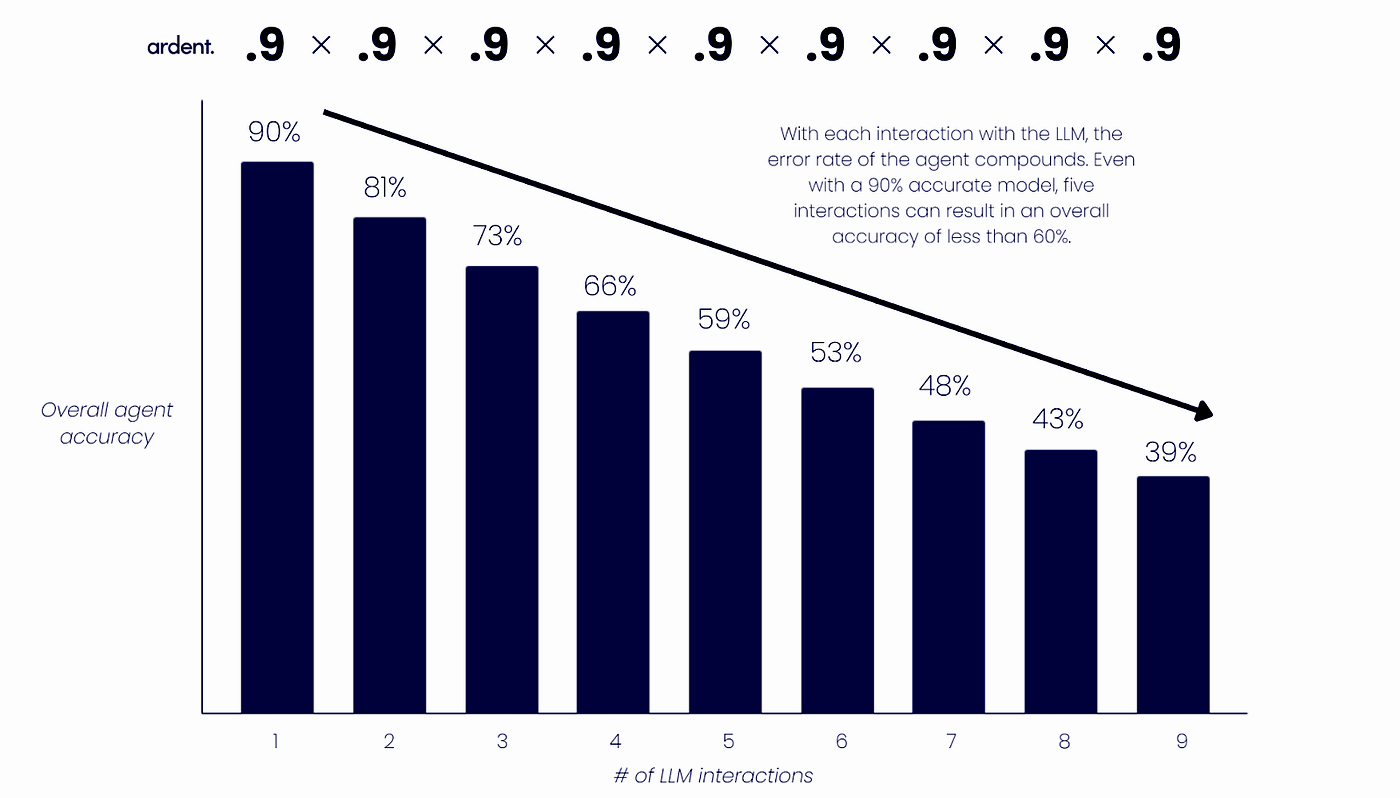 ardent. .9 × .9 × .9 × .9 × .9 × .9 × .9 × .9 × .9
With each interaction with the LLM, the
error rate of the agent compounds. Even
with a 90% accurate model, five
interactions can result in an overall
accuracy of less than 60%.
90%
81%
73%
66%
59%
53%
48%
43%
39%
Overall agent
accuracy
1 2 3 4 5 6 7 8 9
# of LLM interactions